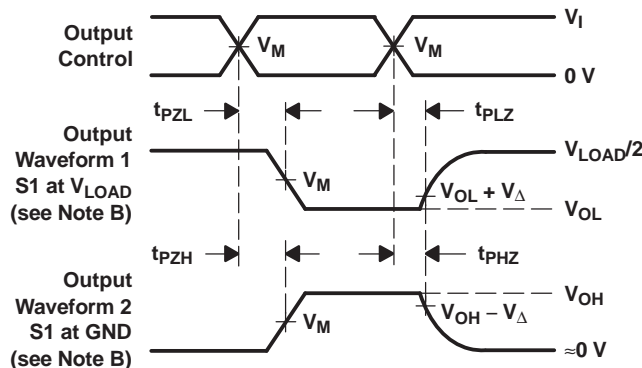 Output
Control
V_M
V_M
V_I
0 V
t_PZL
t_PLZ
Output
Waveform 1
S1 at V_LOAD
(see Note B)
V_M
V_LOAD/2
V_OL + V_Δ
V_OL
t_PZH
t_PHZ
Output
Waveform 2
S1 at GND
(see Note B)
V_M
V_OH
V_OH − V_Δ
≈0 V